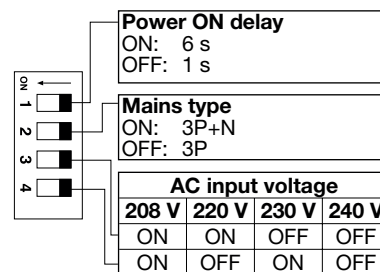 Power ON delay
ON: 6 s
OFF: 1 s
Mains type
ON: 3P+N
OFF: 3P
AC input voltage
208 V 220 V 230 V 240 V
ON ON OFF OFF
ON OFF ON OFF
ON
1
2
3
4